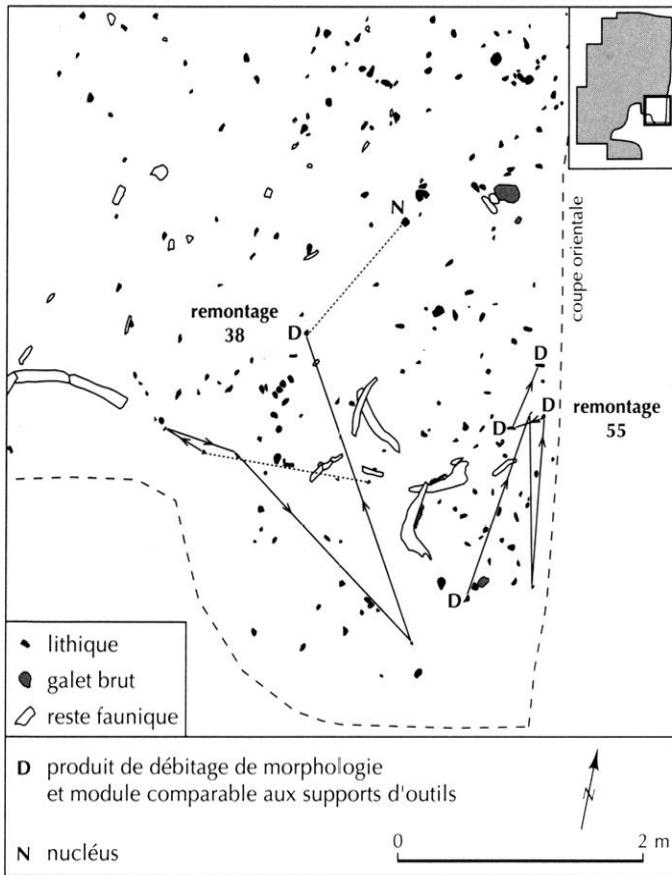 N
coupe orientale
remontage
38
D
D
D
D
remontage
55
D
lithique
galet brut
reste faunique
D produit de débitage de morphologie
et module comparable aux supports d'outils
N nucléus
N
0 2 m